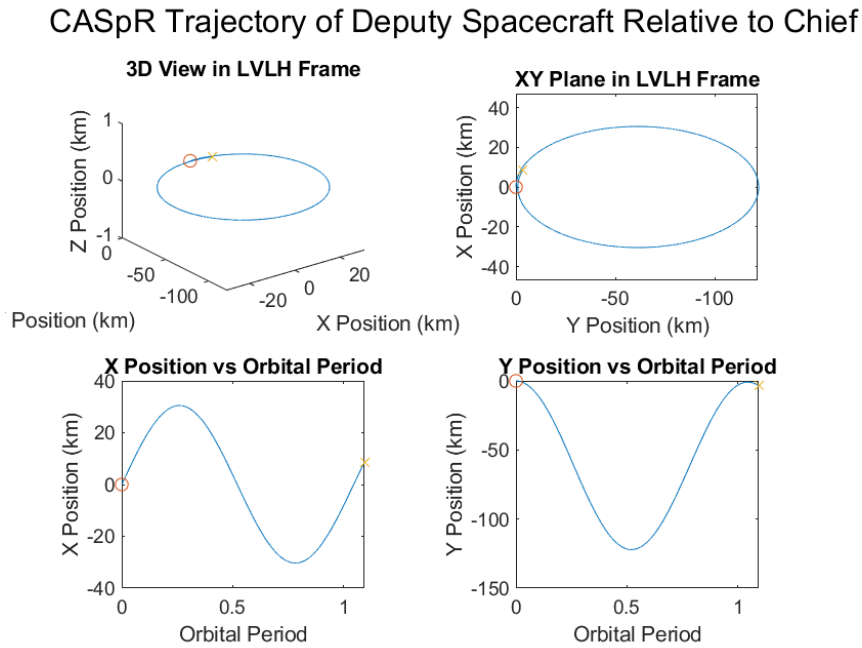 CASpR Trajectory of Deputy Spacecraft Relative to Chief
3D View in LVLH Frame
Z Position (km)
1
0
-1
0
-50
-100
-20
0
20
Position (km)
X Position (km)
XY Plane in LVLH Frame
X Position (km)
40
20
0
-20
-40
0
-50
-100
Y Position (km)
X Position vs Orbital Period
X Position (km)
40
20
0
-20
-40
0
0.5
1
Orbital Period
Y Position vs Orbital Period
Y Position (km)
0
-50
-100
-150
0
0.5
1
Orbital Period